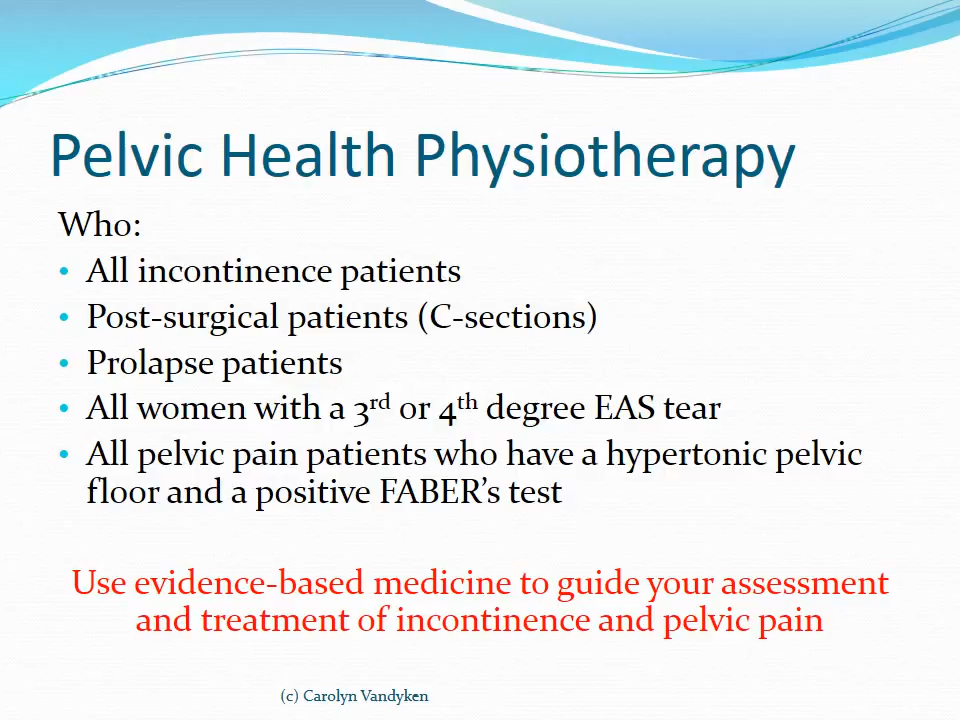 Pelvic Health Physiotherapy
Who:
• All incontinence patients
• Post-surgical patients (C-sections)
• Prolapse patients
• All women with a 3rd or 4th degree EAS tear
• All pelvic pain patients who have a hypertonic pelvic
floor and a positive FABER’s test
Use evidence-based medicine to guide your assessment
and treatment of incontinence and pelvic pain
(c) Carolyn Vandyken